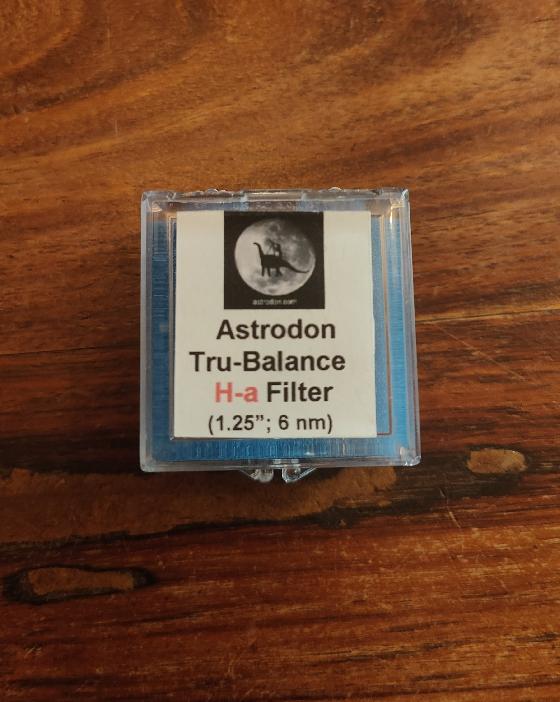 astrodon.com
Astrodon
Tru-Balance
H-a Filter
(1.25”; 6 nm)